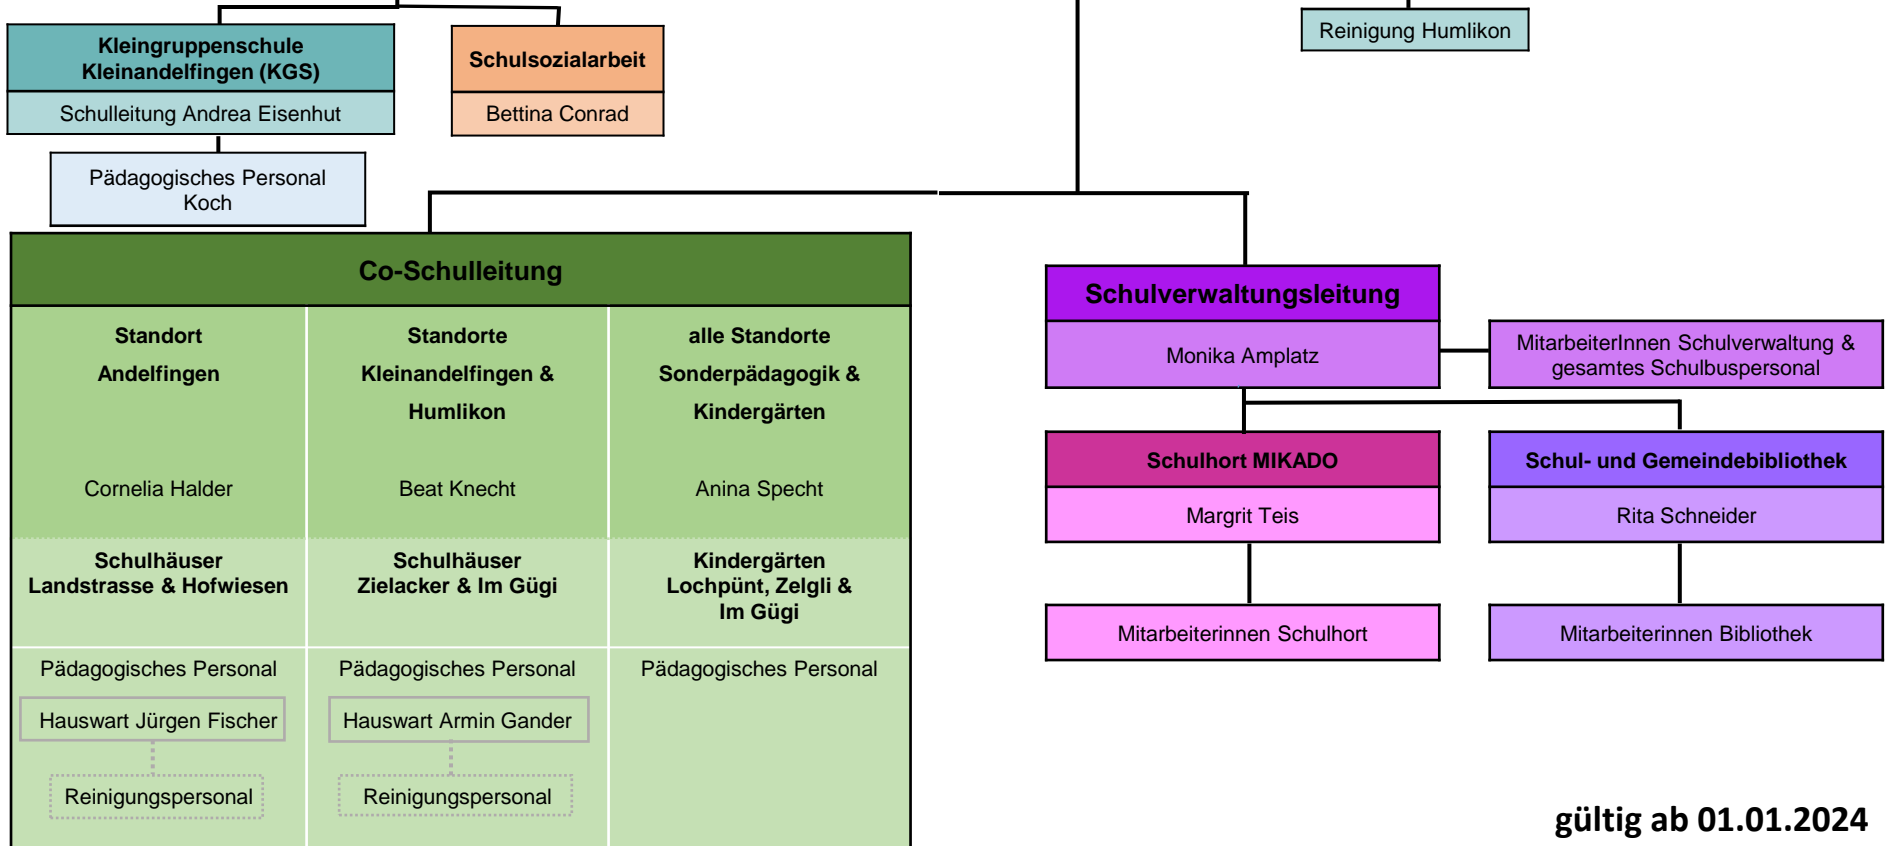 Kleingruppenschule
Kleinandelfingen (KGS)
Schulleitung Andrea Eisenhut
Pädagogisches Personal
Koch
Schulsozialarbeit
Bettina Conrad
Reinigung Humlikon
Co-Schulleitung
Standort
Andelfingen
Cornelia Halder
Schulhäuser
Landstrasse & Hofwiesen
Pädagogisches Personal
Hauswart Jürgen Fischer
Reinigungspersonal
Standorte
Kleinandelfingen &
Humlikon
Beat Knecht
Schulhäuser
Zielacker & Im Gügi
Pädagogisches Personal
Hauswart Armin Gander
Reinigungspersonal
alle Standorte
Sonderpädagogik &
Kindergärten
Anina Specht
Kindergärten
Lochpünt, Zelgli &
Im Gügi
Pädagogisches Personal
Schulverwaltungsleitung
Monika Amplatz
MitarbeiterInnen Schulverwaltung &
gesamtes Schulbuspersonal
Schulhort MIKADO
Margrit Teis
Mitarbeiterinnen Schulhort
Schul- und Gemeindebibliothek
Rita Schneider
Mitarbeiterinnen Bibliothek
gültig ab 01.01.2024